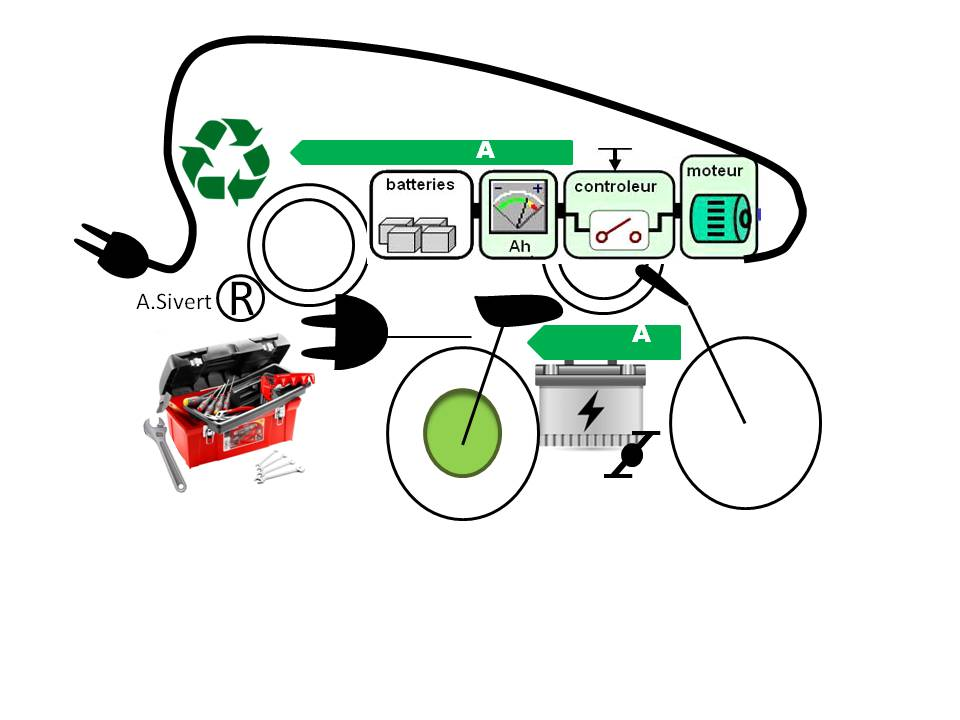 A
batteries
- +
Ah
controleur
moteur
A.Sivert ®
A